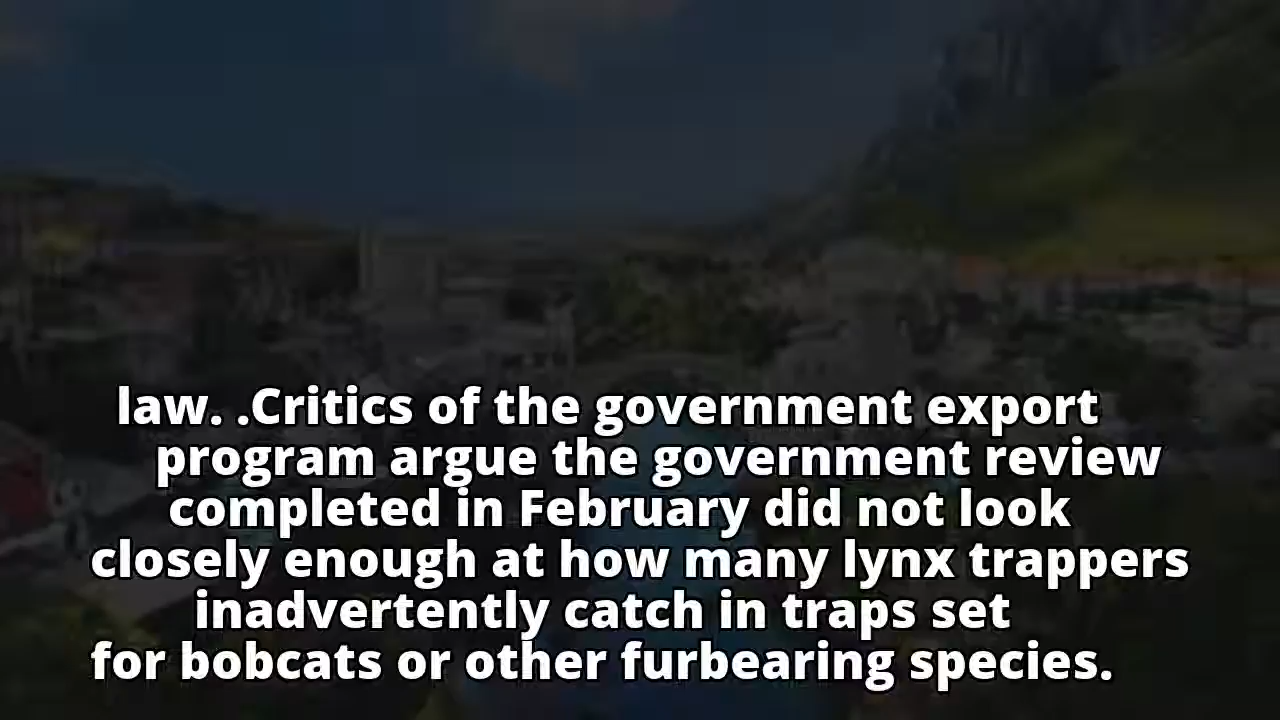 law. .Critics of the government export
program argue the government review
completed in February did not look
closely enough at how many lynx trappers
inadvertently catch in traps set
for bobcats or other furbearing species.